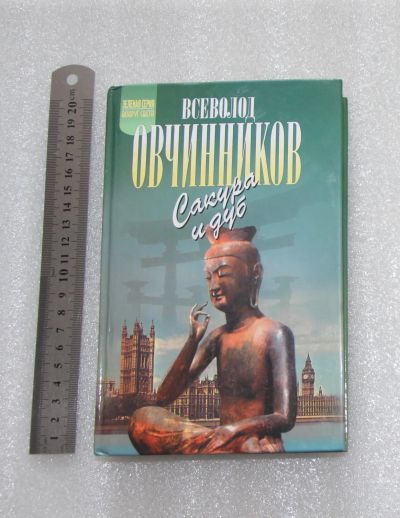 ЗЕЛЕНАЯ СЕРИЯ
ВОКРУГ СВЕТА
ВСЕВОЛОД
ОВЧИННИКОВ
Сакура
и дуб
1 2 3 4 5 6 7 8 9 10 11 12 13 14 15 16 17 18 19 20cm